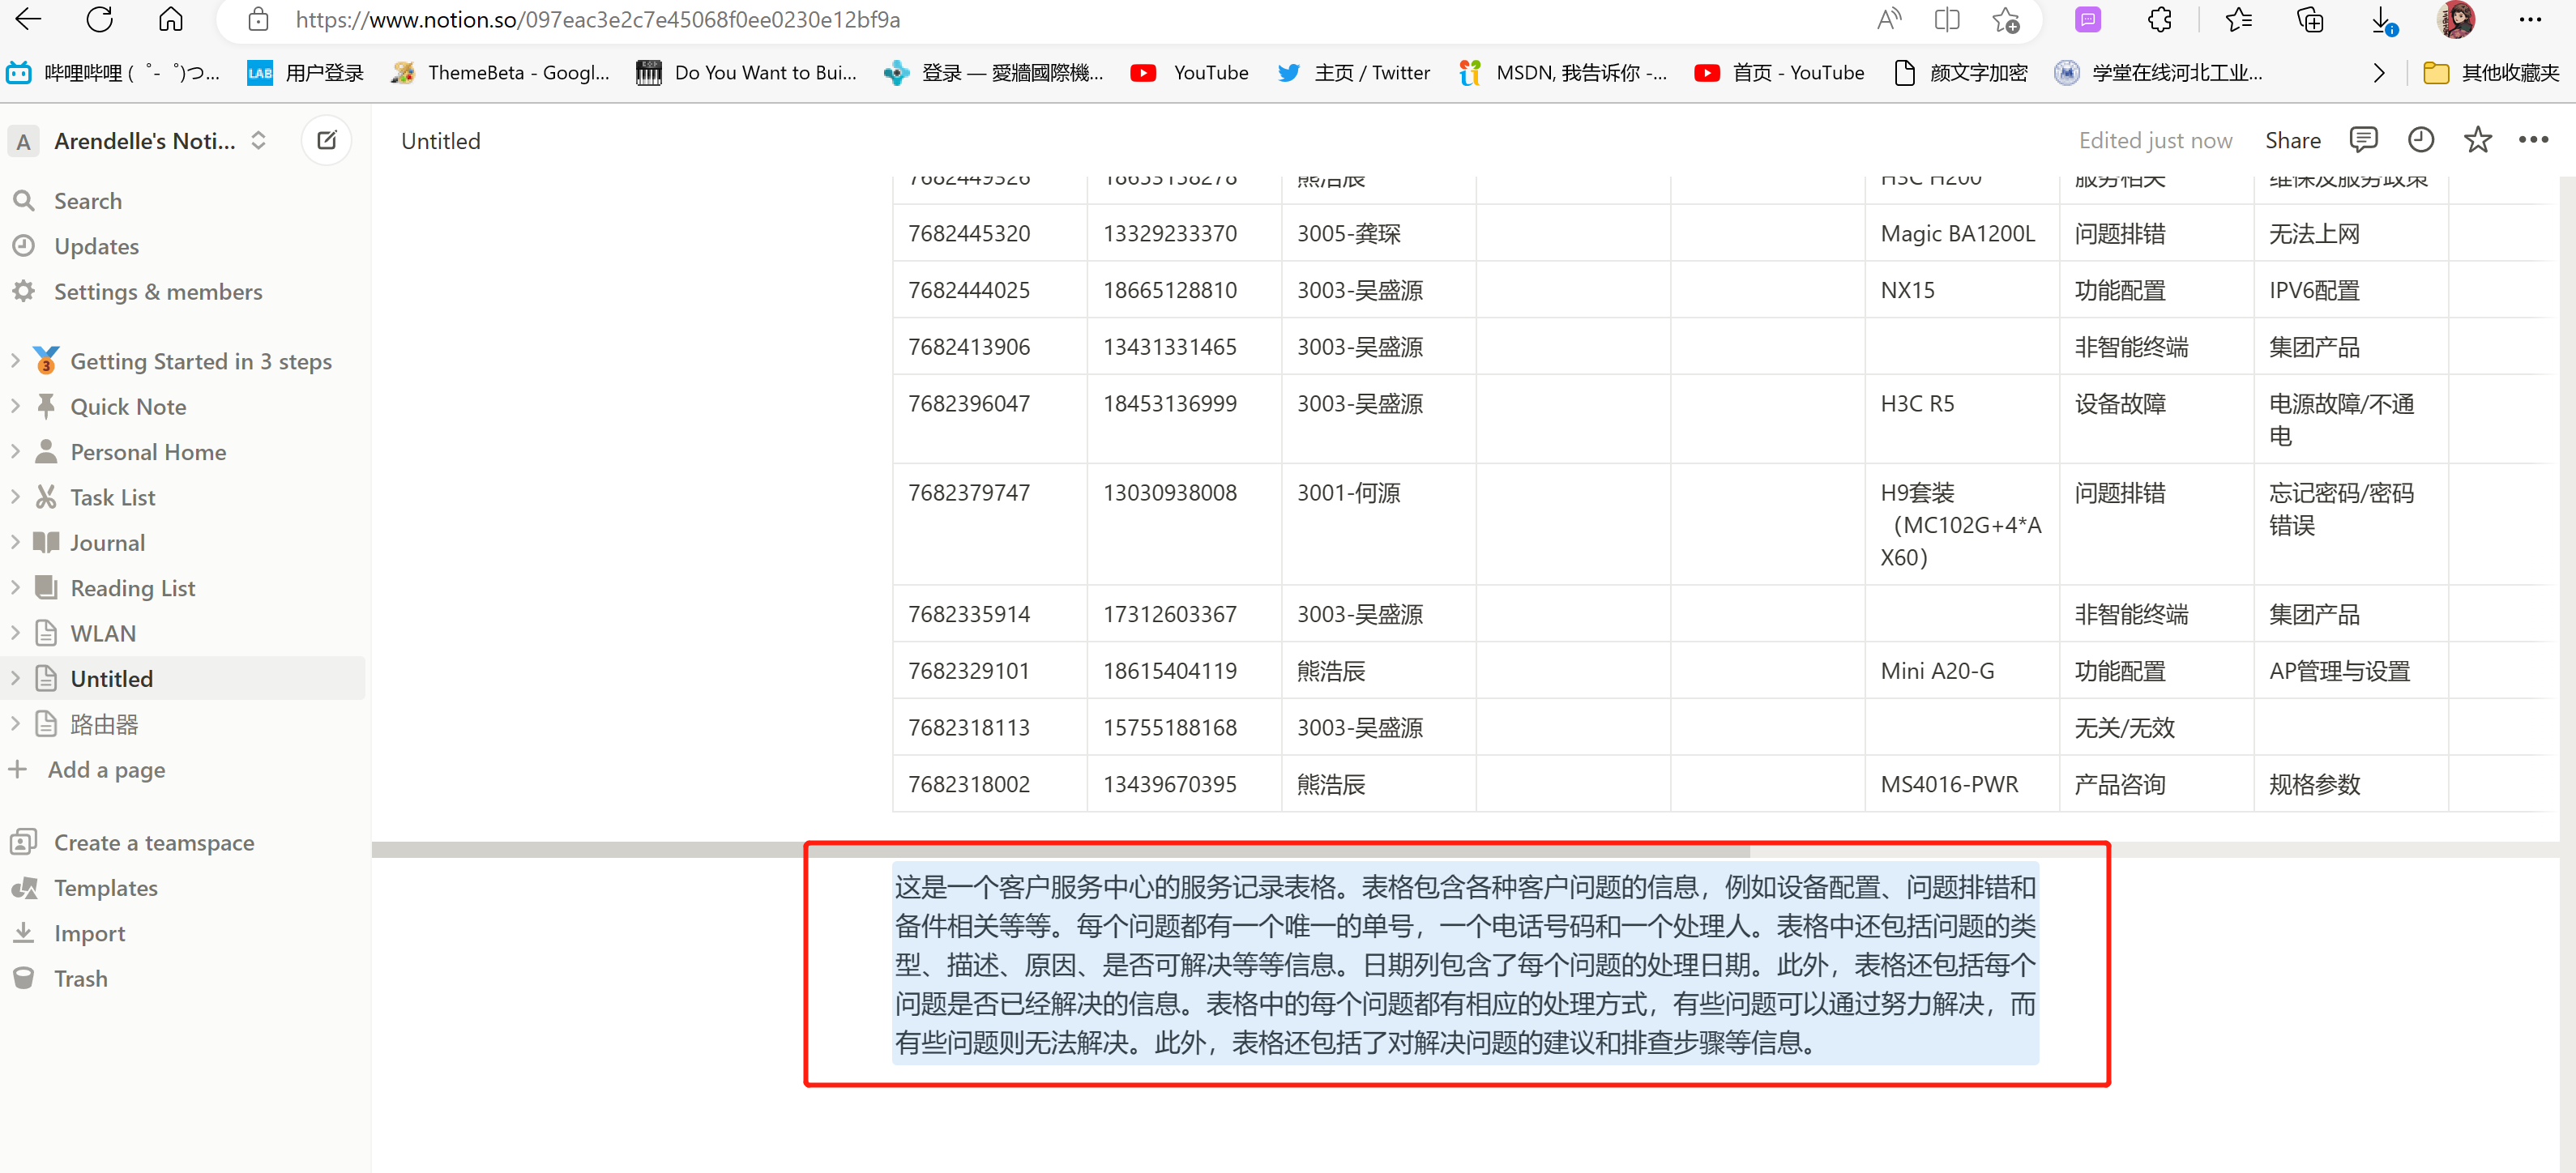 https://www.notion.so/097eac3e2c7e45068f0ee0230e12bf9a
哔哩哔哩 ( ゜- ゜)つ...
LAB 用户登录
ThemeBeta - Googl...
Do You Want to Bui...
登录 — 愛牆國際機...
YouTube
主页 / Twitter
MSDN, 我告诉你 -...
首页 - YouTube
颜文字加密
学堂在线河北工业...
其他收藏夹
A Arendelle's Noti...
Untitled
Edited just now
Share
Search
Updates
Settings & members
Getting Started in 3 steps
Quick Note
Personal Home
Task List
Journal
Reading List
WLAN
Untitled
路由器
Add a page
Create a teamspace
Templates
Import
Trash
7682449326 18653158278 熊浩辰 H3C H200 服务相关 维保及服务政策
7682445320 13329233370 3005-龚琛 Magic BA1200L 问题排错 无法上网
7682444025 18665128810 3003-吴盛源 NX15 功能配置 IPV6配置
7682413906 13431331465 3003-吴盛源 非智能终端 集团产品
7682396047 18453136999 3003-吴盛源 H3C R5 设备故障 电源故障/不通
电
7682379747 13030938008 3001-何源 H9套装 问题排错 忘记密码/密码
（MC102G+4*A 错误
X60）
7682335914 17312603367 3003-吴盛源 非智能终端 集团产品
7682329101 18615404119 熊浩辰 Mini A20-G 功能配置 AP管理与设置
7682318113 15755188168 3003-吴盛源 无关/无效
7682318002 13439670395 熊浩辰 MS4016-PWR 产品咨询 规格参数
这是一个客户服务中心的服务记录表格。表格包含各种客户问题的信息，例如设备配置、问题排错和
备件相关等等。每个问题都有一个唯一的单号，一个电话号码和一个处理人。表格中还包括问题的类
型、描述、原因、是否可解决等等信息。日期列包含了每个问题的处理日期。此外，表格还包括每个
问题是否已经解决的信息。表格中的每个问题都有相应的处理方式，有些问题可以通过努力解决，而
有些问题则无法解决。此外，表格还包括了对解决问题的建议和排查步骤等信息。